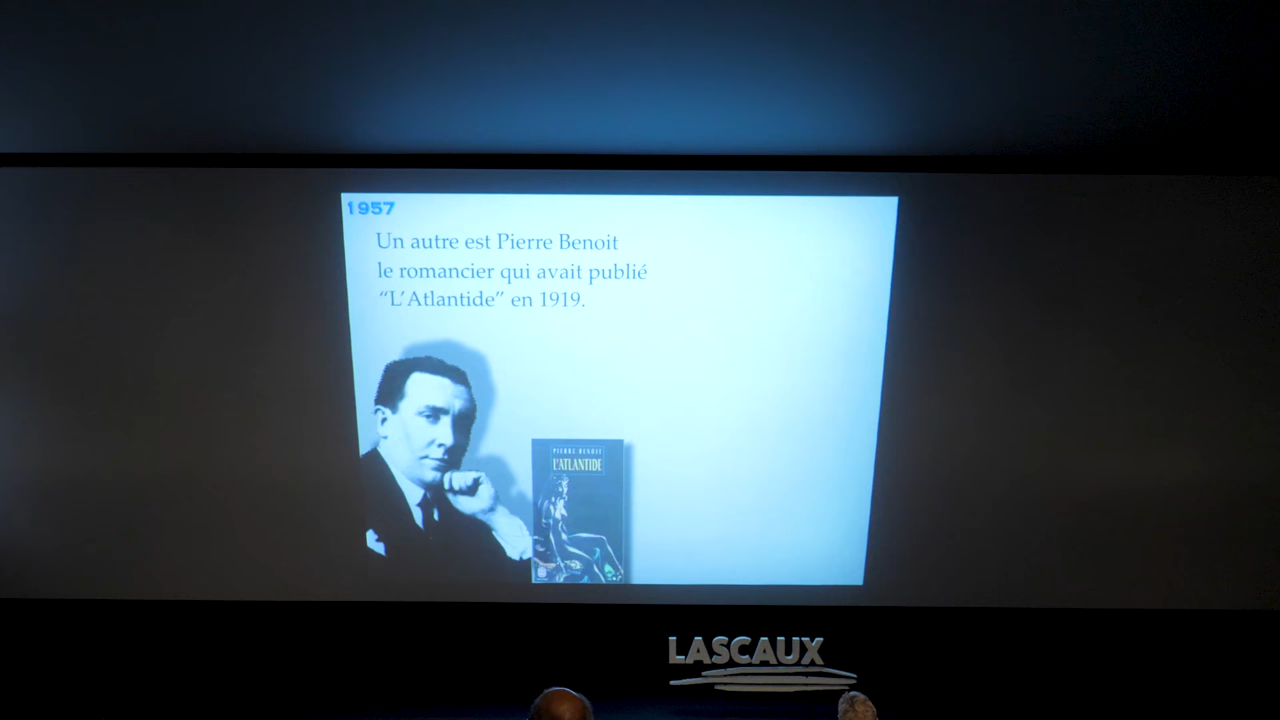 1957
Un autre est Pierre Benoit
le romancier qui avait publié
“L’Atlantide” en 1919.
PIERRE BENOIT
L'ATLANTIDE
LASCAUX